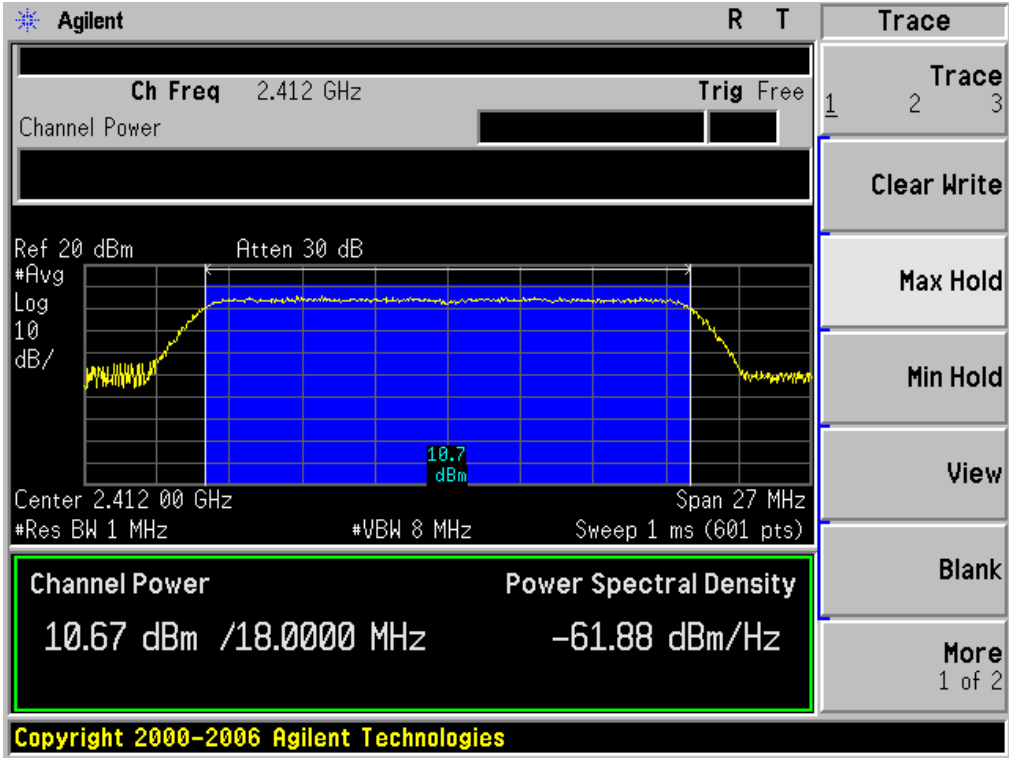 Agilent R T Trace
Ch Freq 2.412 GHz Trig Free
Channel Power
Trace
1 2 3
Clear Write
Ref 20 dBm Atten 30 dB
#Avg
Log
10
dB/
Max Hold
Min Hold
10.7
dBm
View
Center 2.412 00 GHz Span 27 MHz
#Res BW 1 MHz #VBW 8 MHz Sweep 1 ms (601 pts)
Blank
Channel Power Power Spectral Density
10.67 dBm /18.0000 MHz -61.88 dBm/Hz
More
1 of 2
Copyright 2000-2006 Agilent Technologies